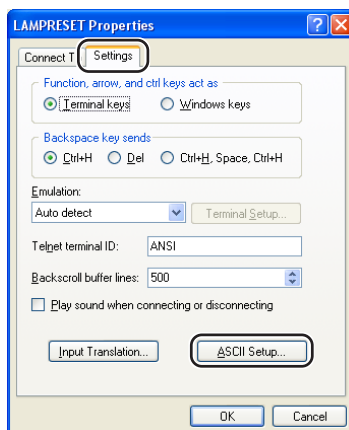 LAMPRESET Properties
Connect T Settings
Function, arrow, and ctrl keys act as
Terminal keys Windows keys
Backspace key sends
Ctrl+H Del Ctrl+H, Space, Ctrl+H
Emulation:
Auto detect Terminal Setup...
Telnet terminal ID: ANSI
Backscroll buffer lines: 500
Play sound when connecting or disconnecting
Input Translation... ASCII Setup...
OK Cancel